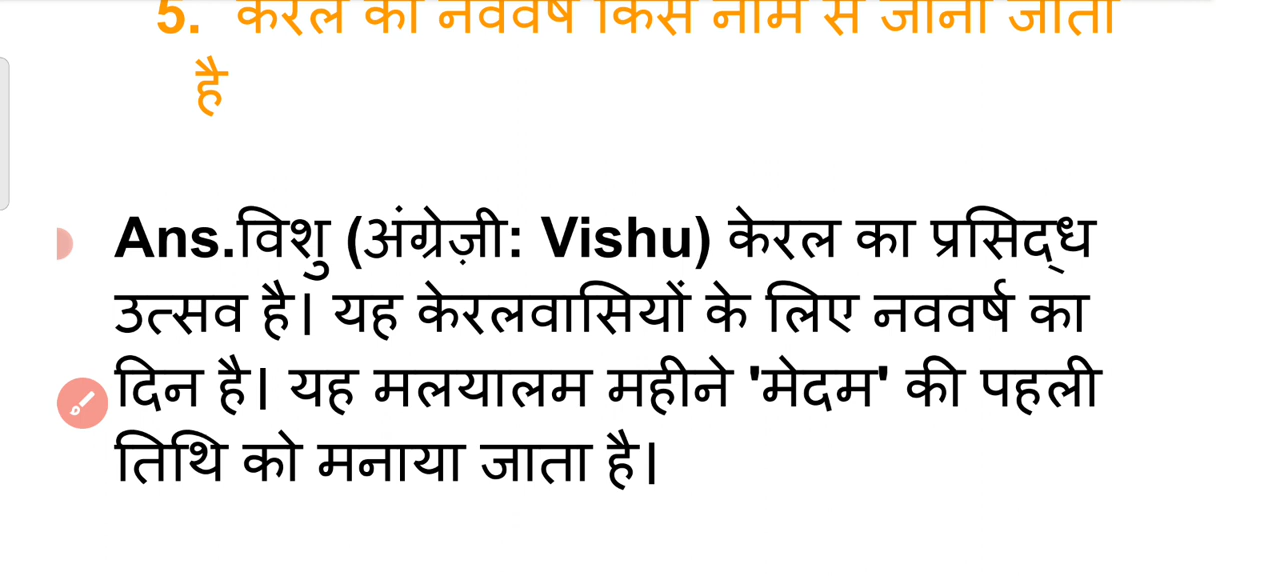 5. केरल का नववर्ष किस नाम से जाना जाता
है
Ans.विशु (अंग्रेज़ी: Vishu) केरल का प्रसिद्ध
उत्सव है। यह केरलवासियों के लिए नववर्ष का
दिन है। यह मलयालम महीने 'मेदम' की पहली
तिथि को मनाया जाता है।